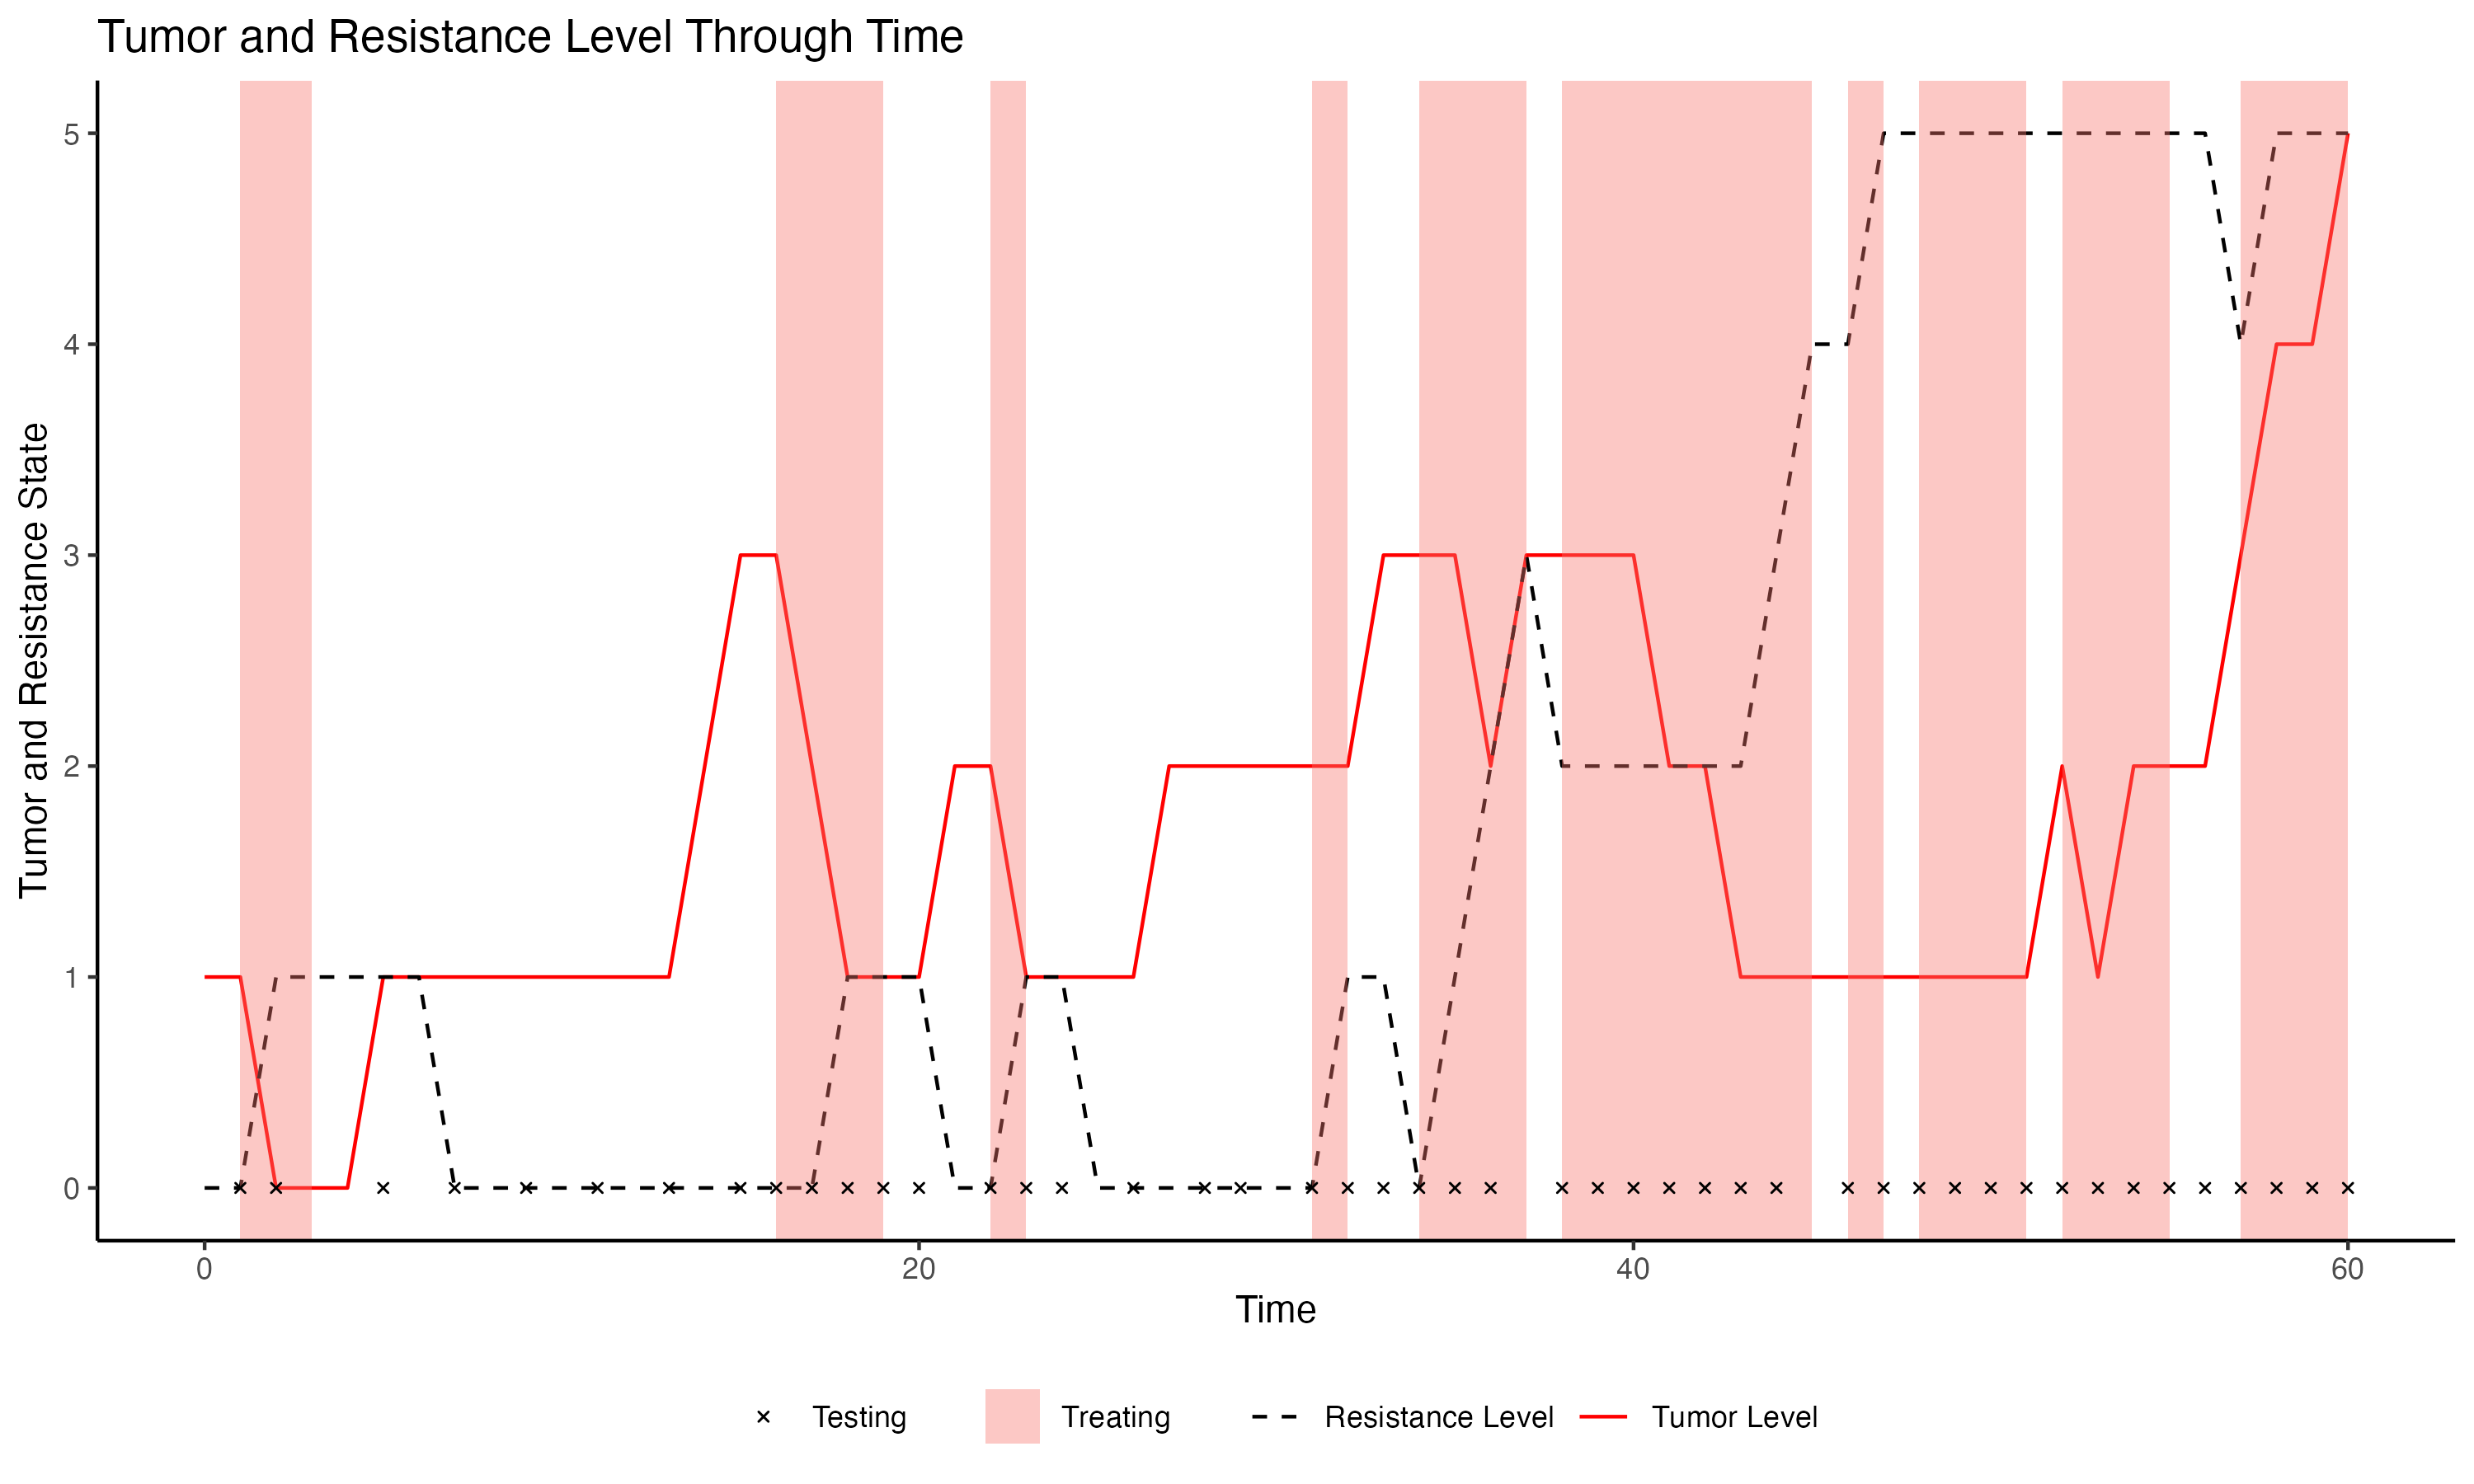 Tumor and Resistance Level Through Time
Tumor and Resistance State
5
4
3
2
1
0
0 20 40 60
Time
Testing Treating Resistance Level Tumor Level